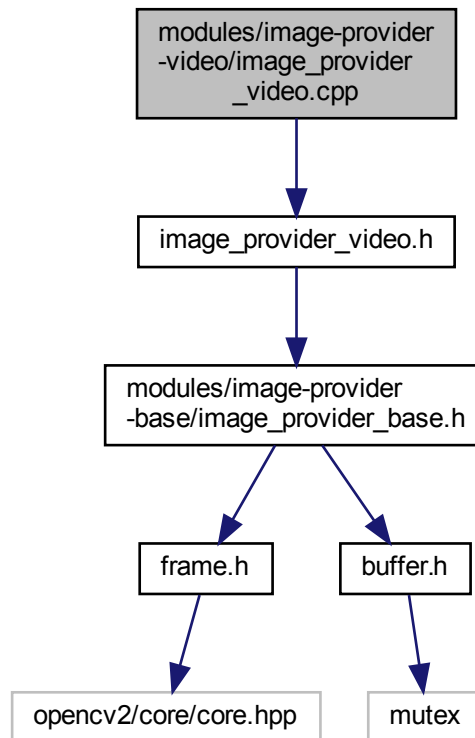 modules/image-provider
-video/image_provider
_video.cpp
image_provider_video.h
modules/image-provider
-base/image_provider_base.h
frame.h
buffer.h
opencv2/core/core.hpp
mutex